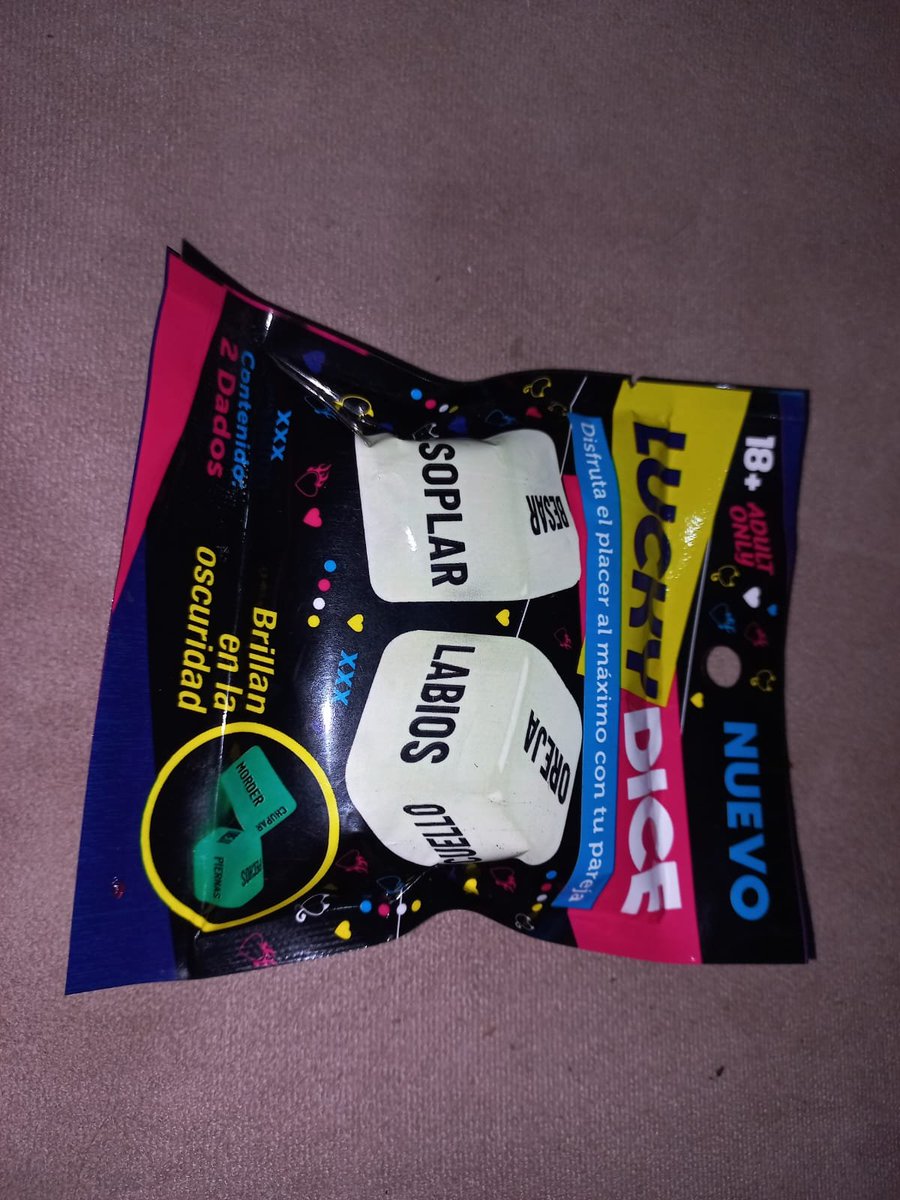 18+
ADULT
ONLY
NUEVO
LUCKY
DICE
Disfruta el placer al máximo con tu pareja
BESAR
SOPLAR
OREJA
LABIOS
CUELLO
XXX
XXX
Contenido:
2 Dados
Brillan
en la
oscuridad
MORDER
CHUPAR
PECHOS
PIERNAS